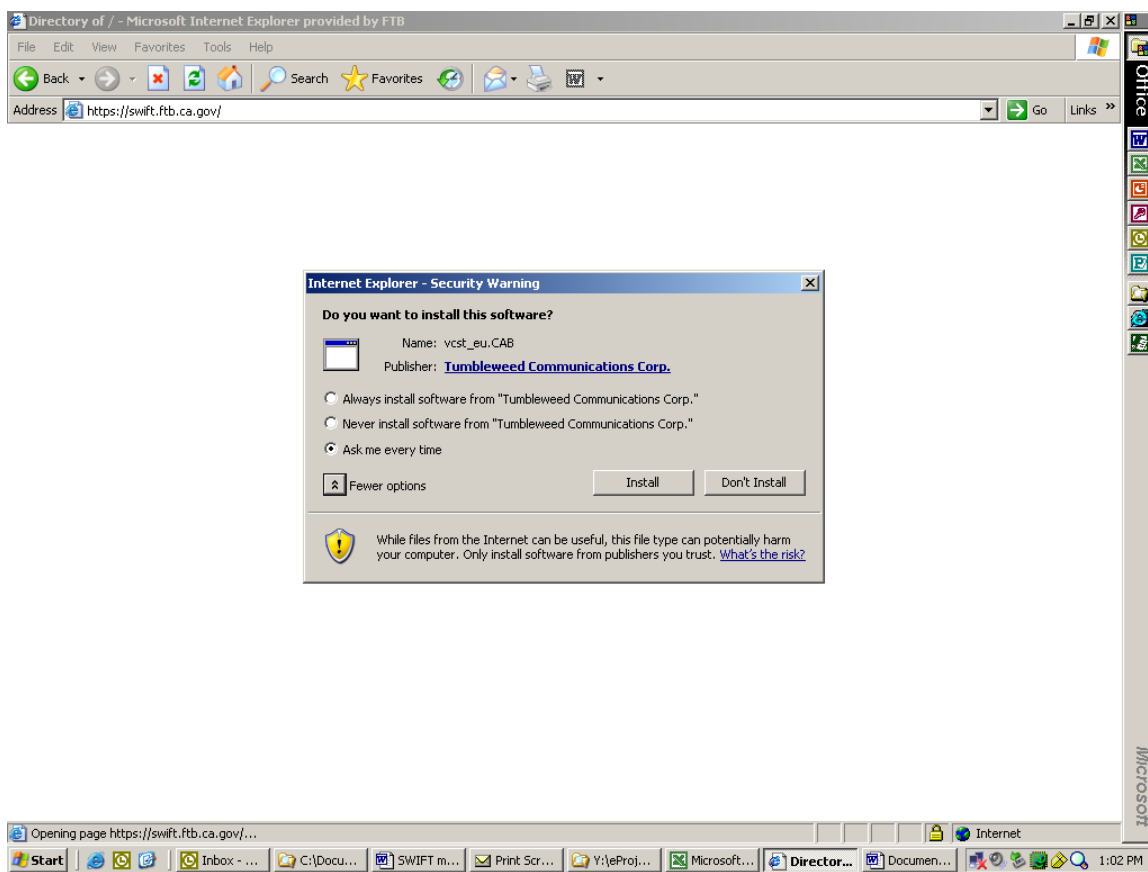 Directory of / - Microsoft Internet Explorer provided by FTB
File Edit View Favorites Tools Help
Back Search Favorites
Address https://swift.ftb.ca.gov/ Go Links »
Office
Internet Explorer - Security Warning
Do you want to install this software?
Name: vcst_eu.CAB
Publisher: Tumbleweed Communications Corp.
Always install software from "Tumbleweed Communications Corp."
Never install software from "Tumbleweed Communications Corp."
Ask me every time
Fewer options Install Don't Install
While files from the Internet can be useful, this file type can potentially harm
your computer. Only install software from publishers you trust. What's the risk?
Microsoft
Opening page https://swift.ftb.ca.gov/... Internet
Start Inbox - ... C:\Docu... SWIFT m... Print Scr... Y:\eProj... Microsoft... Director... Documen... 1:02 PM